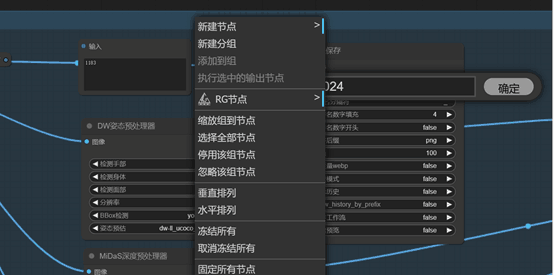 输入
1103
DW姿态预处理器
图像
检测手部
检测身体
检测面部
分辨率
BBox检测
yo
姿态预估
dw-ll_ucoco_
MiDaS深度预处理器
图像
新建节点
新建分组
添加到组
执行选中的输出节点
RG节点
缩放组到节点
选择全部节点
停用该组节点
忽略该组节点
垂直排列
水平排列
冻结所有
取消冻结所有
固定所有节点
保存
024
确定
名数字填充 4
名数字开头 false
后缀 png
100
webp false
模式 false
历史 false
v_history_by_prefix
工作流 false
预览 false